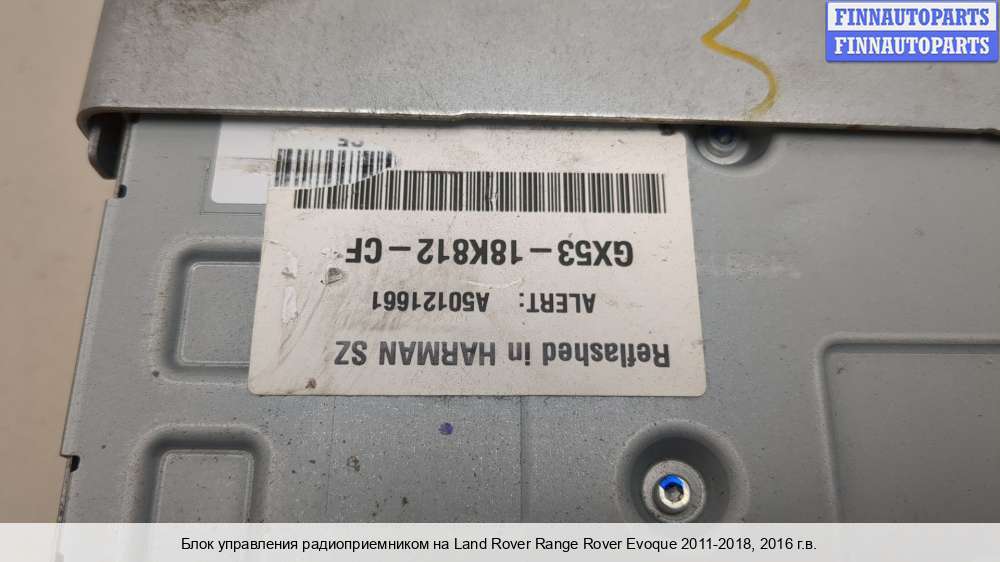 FINNAUTOPARTS
FINNAUTOPARTS
Reflashed in HARMAN SZ
ALERT: A50121661
GX53-18K812-CF
Блок управления радиоприемником на Land Rover Range Rover Evoque 2011-2018, 2016 г.в.